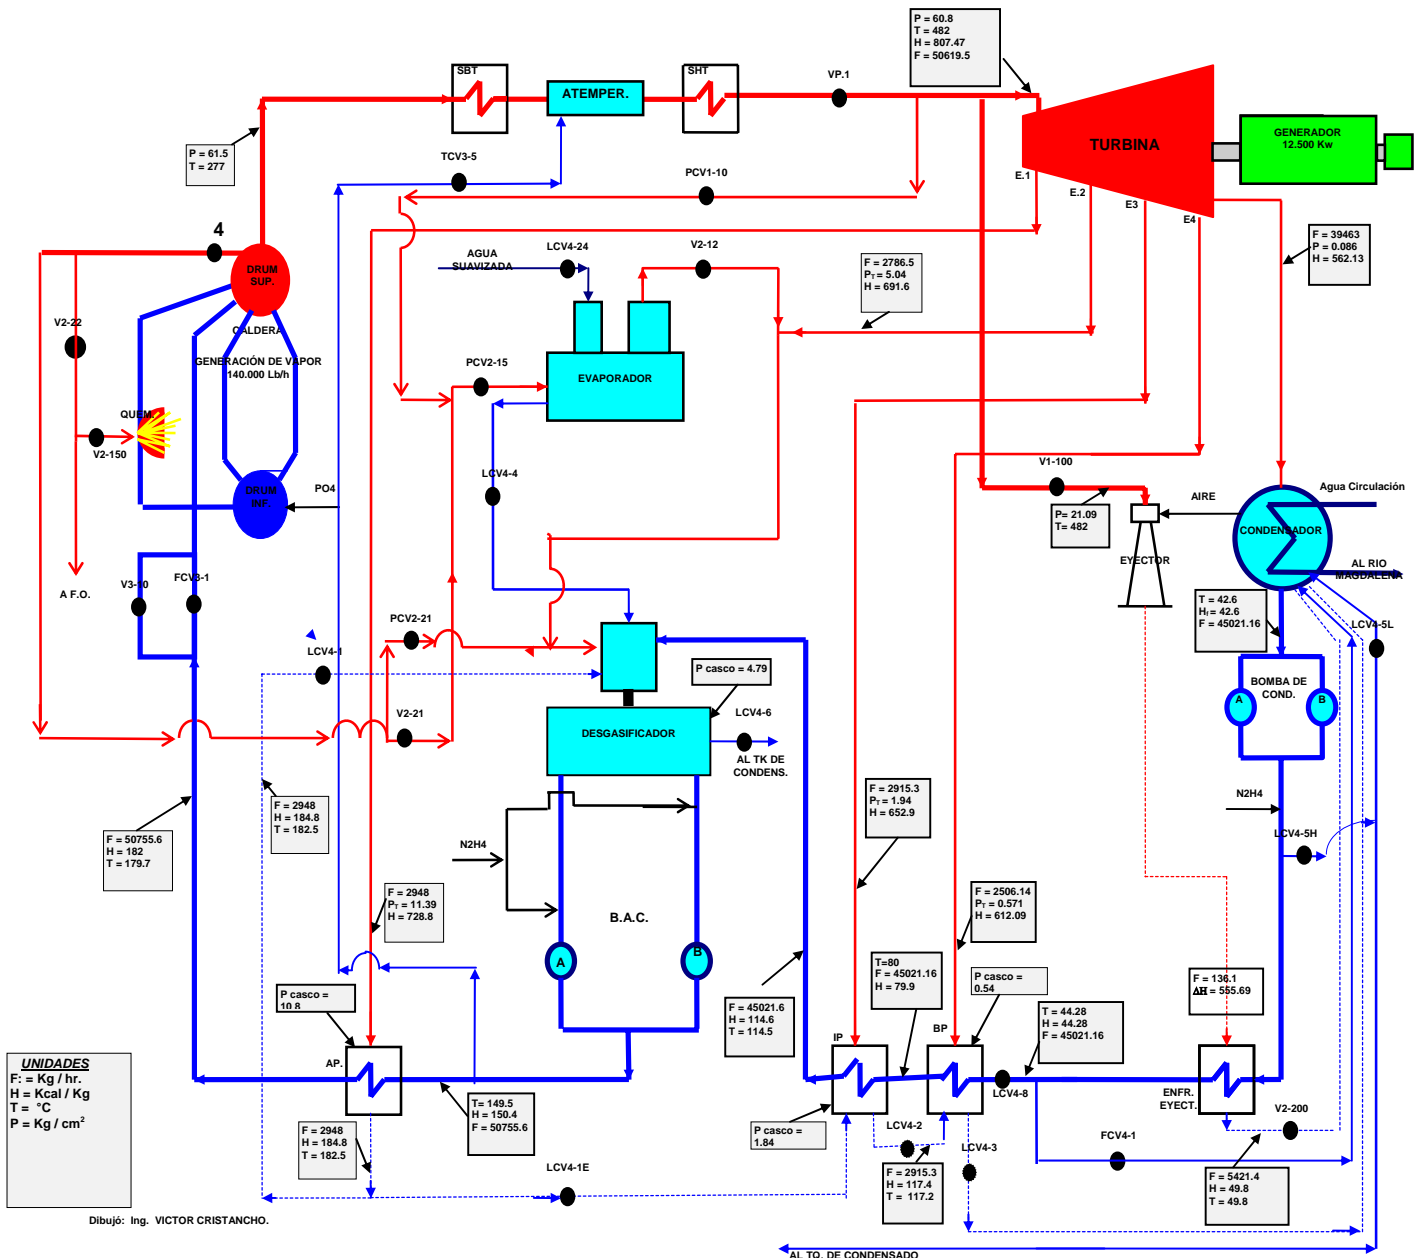 P = 60.8
T = 482
H = 807.47
F = 50619.5
SBT
ATEMPER.
SHT
VP.1
TURBINA
GENERADOR
12.500 Kw
P = 61.5
T = 277
TCV3-5
PCV1-10
E.1
E.2
E3
E4
4
AGUA
SUAVIZADA
LCV4-24
V2-12
F = 2786.5
PT = 5.04
H = 691.6
F = 39463
P = 0.086
H = 562.13
DRUM
SUP.
CALDERA
V2-22
GENERACIÓN DE VAPOR
140.000 Lb/h
PCV2-15
EVAPORADOR
QUEM.
V2-150
LCV4-4
V1-100
Agua Circulación
DRUM
INF.
PO4
P= 21.09
T= 482
AIRE
CONDENSADOR
EYECTOR
AL RIO
MAGDALENA
V3-10
FCV3-1
A F.O.
PCV2-21
LCV4-1
T = 42.6
Hf = 42.6
F = 45021.16
LCV4-5L
P casco = 4.79
BOMBA DE
COND.
A
B
V2-21
DESGASIFICADOR
LCV4-6
AL TK DE
CONDENS.
F = 2948
H = 184.8
T = 182.5
F = 2915.3
PT = 1.94
H = 652.9
N2H4
F = 50755.6
H = 182
T = 179.7
N2H4
LCV4-5H
F = 2948
PT = 11.39
H = 728.8
B.A.C.
F = 2506.14
PT = 0.571
H = 612.09
A
B
T=80
F = 45021.16
H = 79.9
P casco =
0.54
F = 136.1
ΔH = 555.69
P casco =
10.8
F = 45021.6
H = 114.6
T = 114.5
T = 44.28
H = 44.28
F = 45021.16
IP
BP
AP.
UNIDADES
F: = Kg / hr.
H = Kcal / Kg
T = °C
P = Kg / cm2
LCV4-8
ENFR.
EYECT.
T= 149.5
H = 150.4
F = 50755.6
F = 2948
H = 184.8
T = 182.5
P casco =
1.84
LCV4-2
LCV4-3
FCV4-1
V2-200
LCV4-1E
F = 2915.3
H = 117.4
T = 117.2
F = 5421.4
H = 49.8
T = 49.8
Dibujó: Ing. VICTOR CRISTANCHO.
AL TQ. DE CONDENSADO